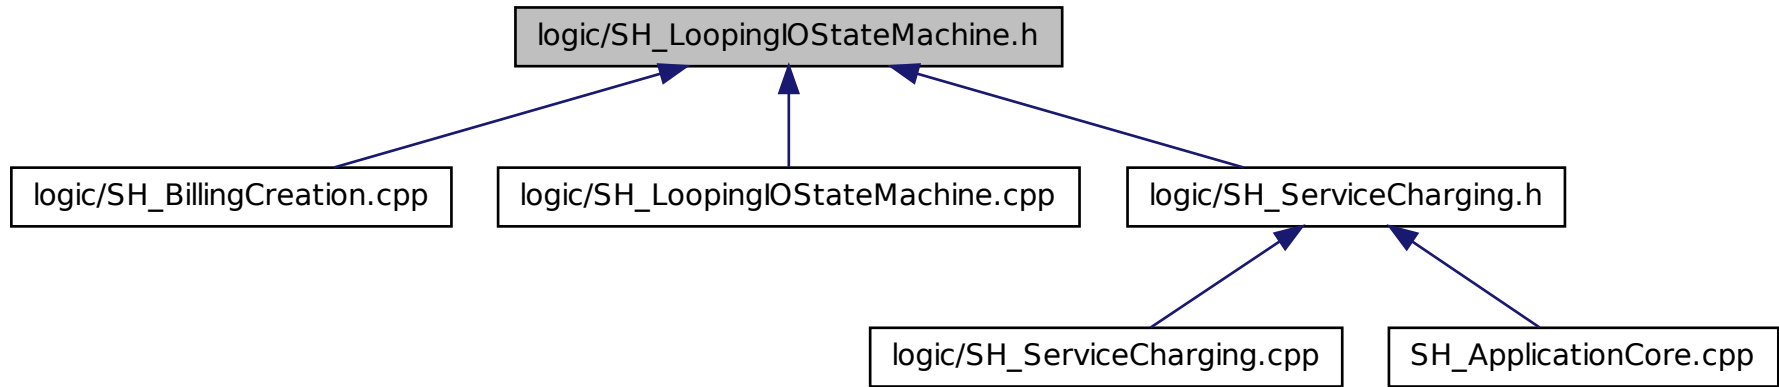 logic/SH_LoopingIOStateMachine.h
logic/SH_BillingCreation.cpp
logic/SH_LoopingIOStateMachine.cpp
logic/SH_ServiceCharging.h
logic/SH_ServiceCharging.cpp
SH_ApplicationCore.cpp